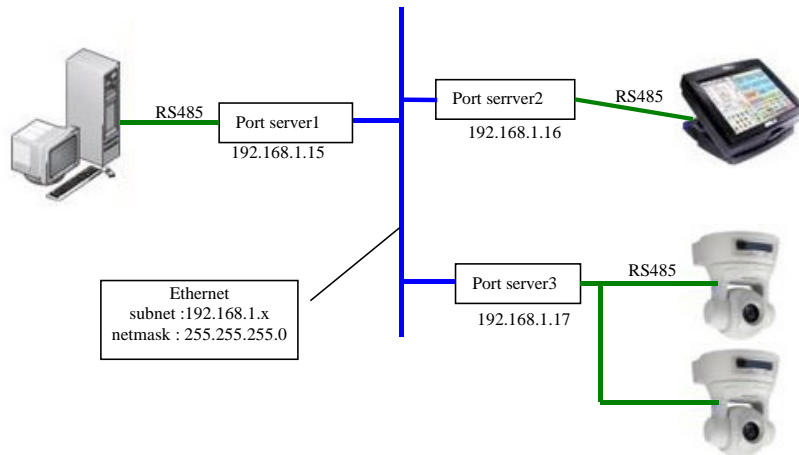 RS485
Port server1
192.168.1.15
Port serrver2
192.168.1.16
RS485
Ethernet
subnet :192.168.1.x
netmask : 255.255.255.0
Port server3
192.168.1.17
RS485